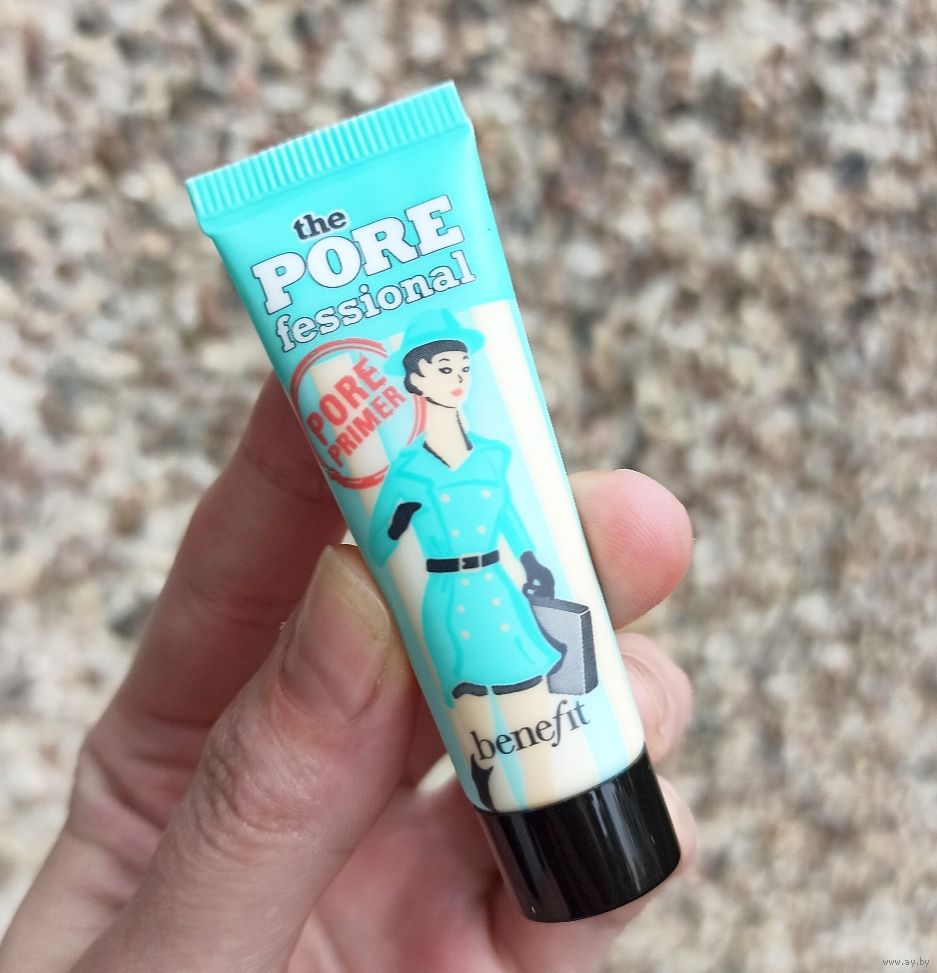 the
PORE
fessional
PORE
PRIMER
benefit
www.ay.by